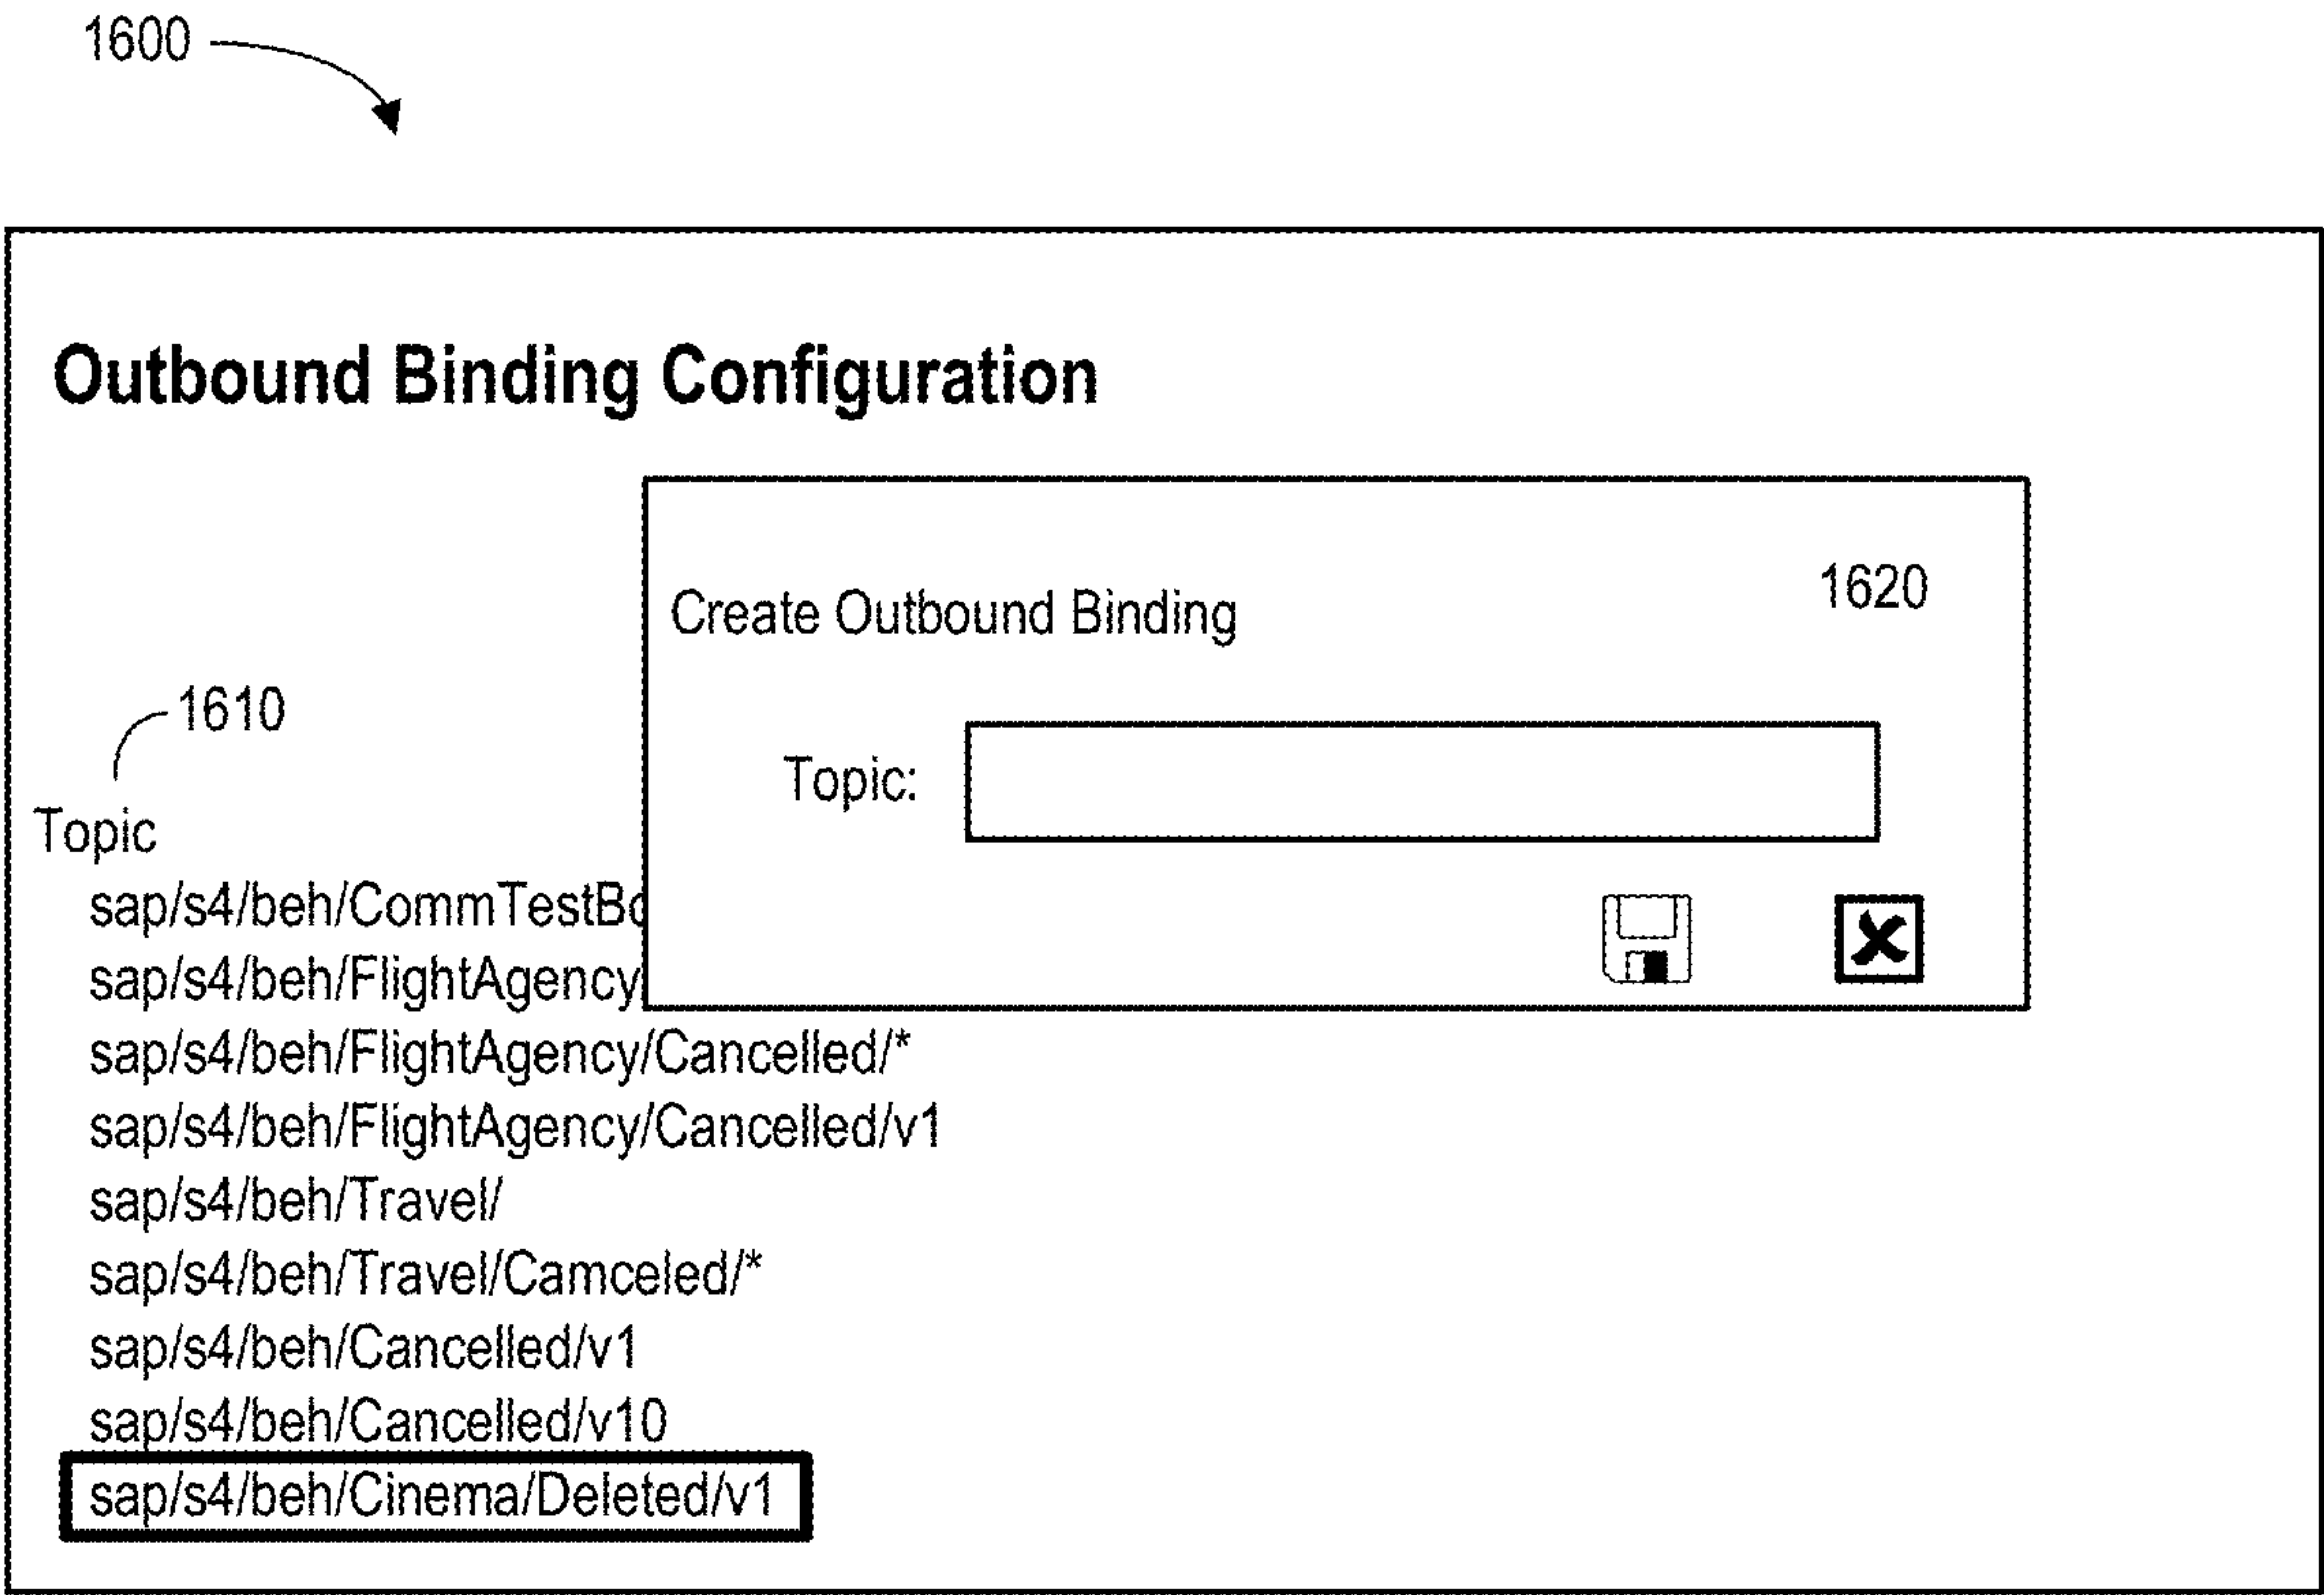 1600
Outbound Binding Configuration
1620
Create Outbound Binding
Topic:
1610
Topic
sap/s4/beh/CommTestBo
sap/s4/beh/FlightAgency/
sap/s4/beh/FlightAgency/Cancelled/*
sap/s4/beh/FlightAgency/Cancelled/v1
sap/s4/beh/Travel/
sap/s4/beh/Travel/Camceled/*
sap/s4/beh/Cancelled/v1
sap/s4/beh/Cancelled/v10
sap/s4/beh/Cinema/Deleted/v1